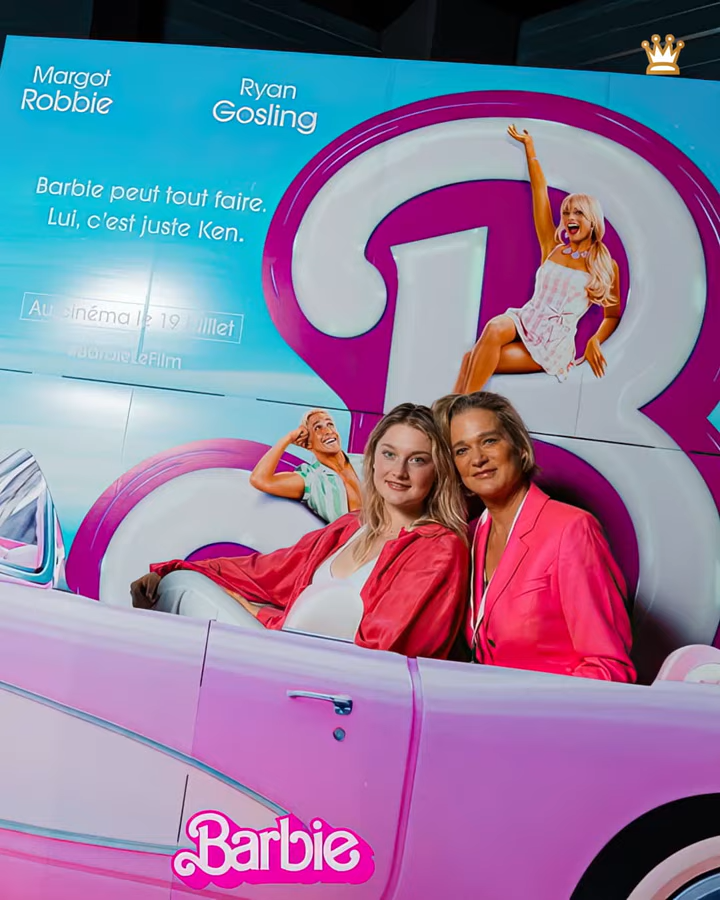 Margot
Robbie
Ryan
Gosling
Barbie peut tout faire.
Lui, c'est juste Ken.
Au cinéma le 19 juillet
#BarbieLeFilm
B
Barbie